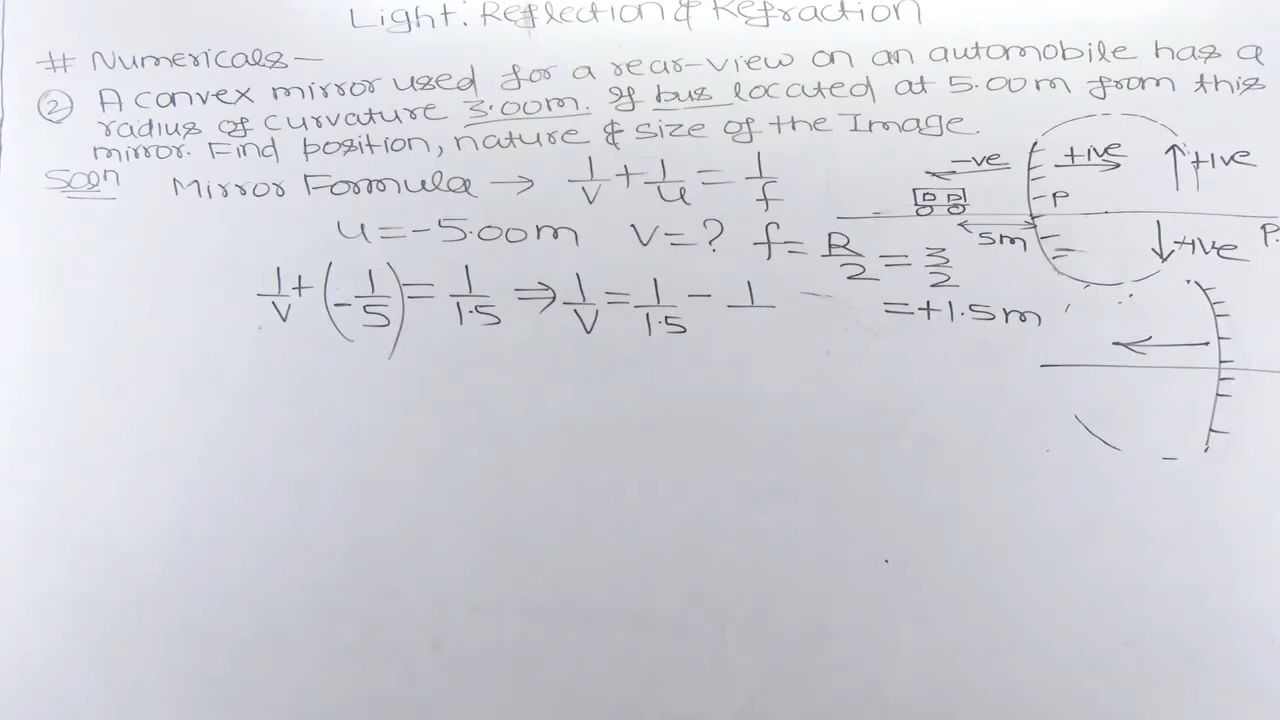 Light: Reflection & Refraction
# Numericals —
② A convex mirror used for a rear-view on an automobile has a
radius of curvature 3.00m. If bus located at 5.00m from this
mirror. Find position, nature & size of the Image.
Soln Mirror Formula → 1/v + 1/u = 1/f
u = -5.00m v = ? f = R/2 = 3/2
= +1.5m
1/v + (-1/5) = 1/1.5 ⇒ 1/v = 1/1.5 - 1
-ve +ive +ive
P
5m +ive P.